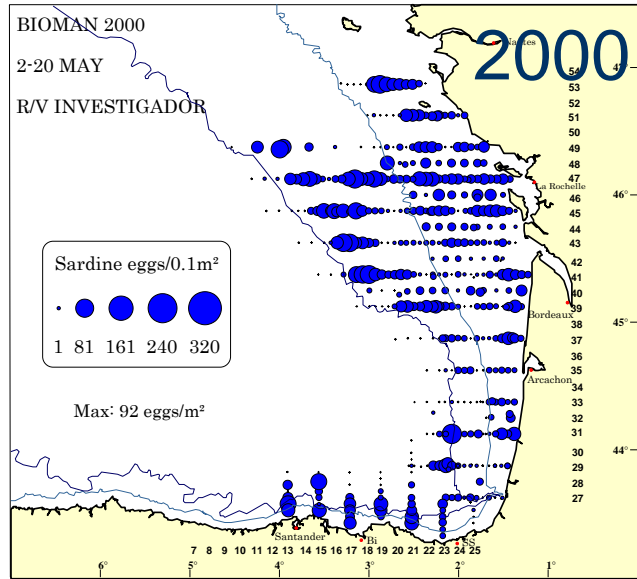 BIOMAN 2000
2-20 MAY
R/V INVESTIGADOR
2000
Nantes
47°
54
53
52
51
50
49
48
47
La Rochelle
46
46°
45
44
43
42
41
40
39
Bordeaux
38
45°
37
36
35
Arcachon
34
33
32
31
44°
30
29
28
27
Sardine eggs/0.1m²
1 81 161 240 320
Max: 92 eggs/m²
Santander
Bi
SS
7 8 9 10 11 12 13 14 15 16 17 18 19 20 21 22 23 24 25
6° 5° 4° 3° 2° 1°